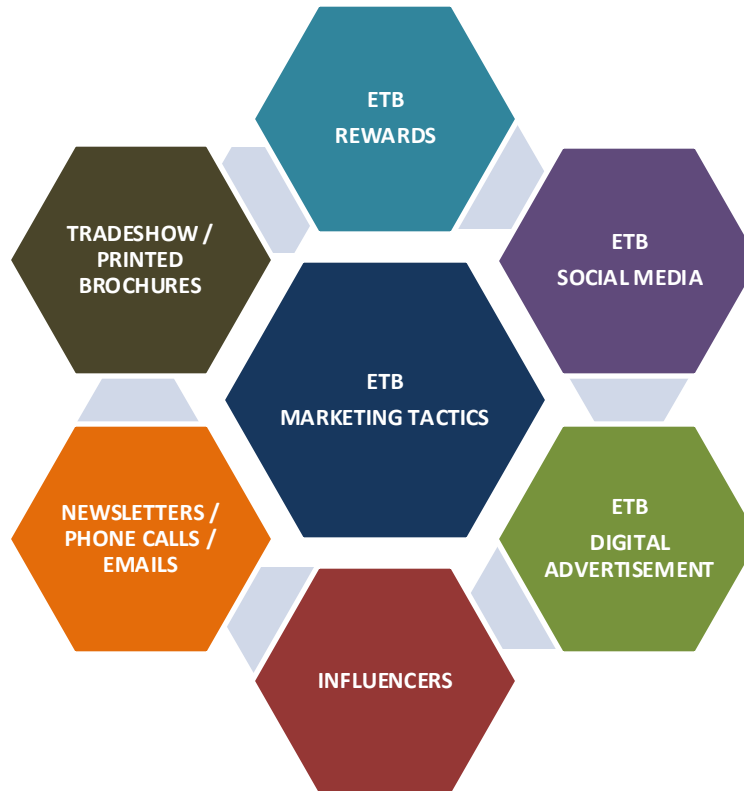 ETB
REWARDS
TRADESHOW /
PRINTED
BROCHURES
ETB
SOCIAL MEDIA
ETB
MARKETING TACTICS
NEWSLETTERS /
PHONE CALLS /
EMAILS
ETB
DIGITAL
ADVERTISEMENT
INFLUENCERS